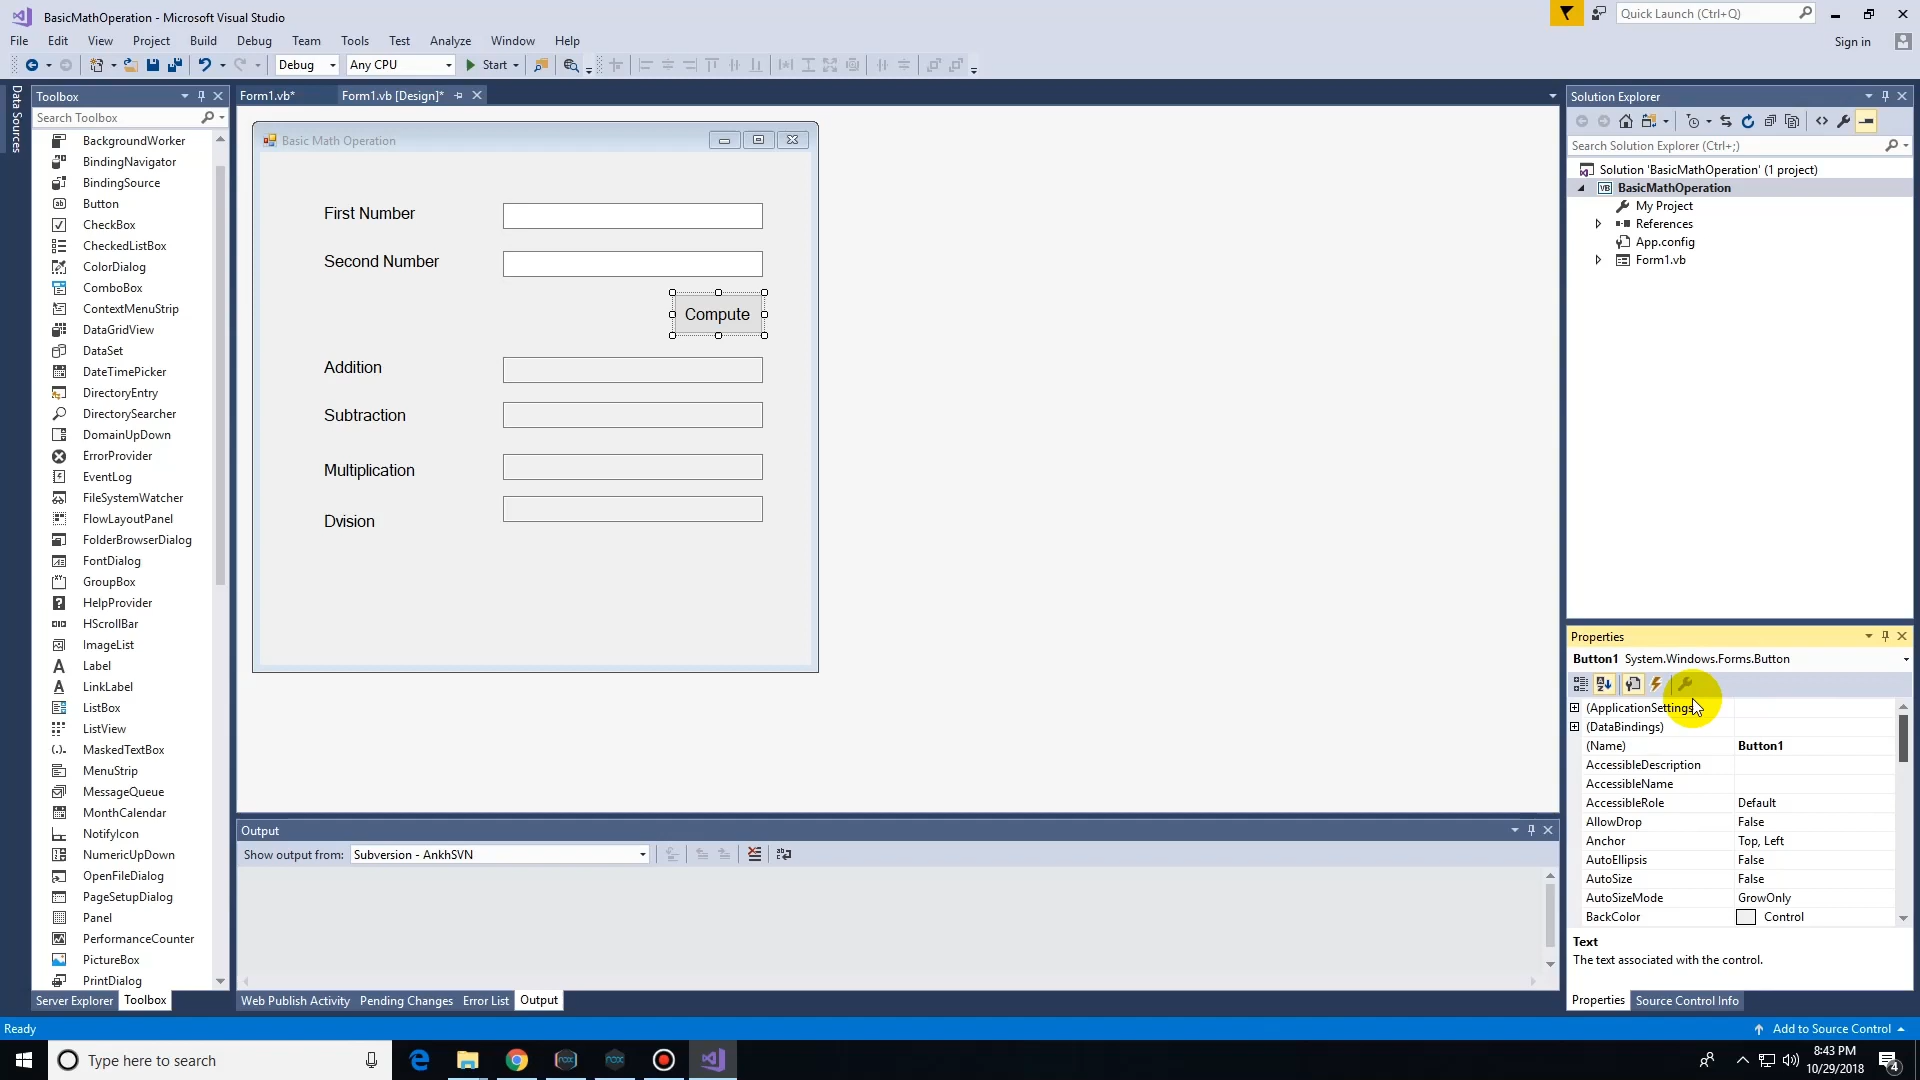 BasicMathOperation - Microsoft Visual Studio
Quick Launch (Ctrl+Q)
File Edit View Project Build Debug Team Tools Test Analyze Window Help
Sign in
Debug Any CPU Start
Data Sources
Toolbox
Search Toolbox
BackgroundWorker
BindingNavigator
BindingSource
Button
CheckBox
CheckedListBox
ColorDialog
ComboBox
ContextMenuStrip
DataGridView
DataSet
DateTimePicker
DirectoryEntry
DirectorySearcher
DomainUpDown
ErrorProvider
EventLog
FileSystemWatcher
FlowLayoutPanel
FolderBrowserDialog
FontDialog
GroupBox
HelpProvider
HScrollBar
ImageList
Label
LinkLabel
ListBox
ListView
MaskedTextBox
MenuStrip
MessageQueue
MonthCalendar
NotifyIcon
NumericUpDown
OpenFileDialog
PageSetupDialog
Panel
PerformanceCounter
PictureBox
PrintDialog
Server Explorer Toolbox
Form1.vb* Form1.vb [Design]*
Basic Math Operation
First Number
Second Number
Compute
Addition
Subtraction
Multiplication
Dvision
Output
Show output from: Subversion - AnkhSVN
Web Publish Activity Pending Changes Error List Output
Solution Explorer
Search Solution Explorer (Ctrl+;)
Solution 'BasicMathOperation' (1 project)
VB BasicMathOperation
My Project
References
App.config
Form1.vb
Properties
Button1 System.Windows.Forms.Button
(ApplicationSettings)
(DataBindings)
(Name) Button1
AccessibleDescription
AccessibleName
AccessibleRole Default
AllowDrop False
Anchor Top, Left
AutoEllipsis False
AutoSize False
AutoSizeMode GrowOnly
BackColor Control
Text
The text associated with the control.
Properties Source Control Info
Ready
Add to Source Control
Type here to search
nox
nox
8:43 PM
10/29/2018
4